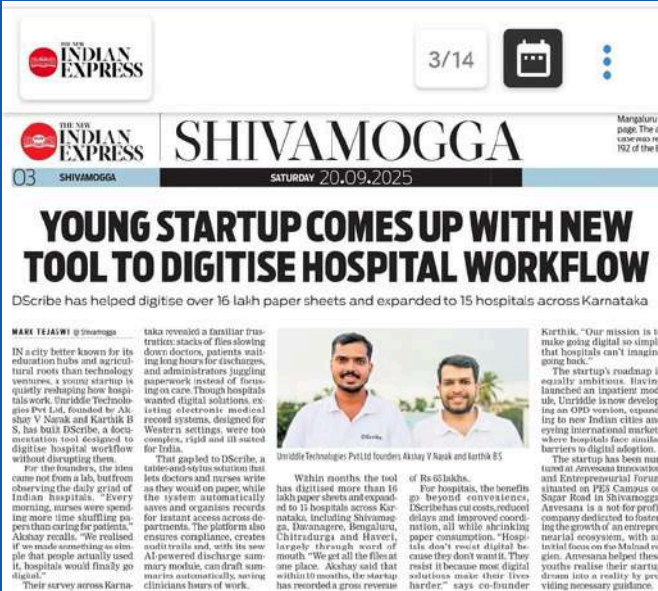 THE NEW
INDIAN
EXPRESS
3/14
THE NEW
INDIAN
EXPRESS
SHIVAMOGGA
Mangaluru
page. The a
case was re
192 of the B
03 SHIVAMOGGA
SATURDAY 20.09.2025
YOUNG STARTUP COMES UP WITH NEW
TOOL TO DIGITISE HOSPITAL WORKFLOW
DScribe has helped digitise over 16 lakh paper sheets and expanded to 15 hospitals across Karnataka
MARX TEJASWI @ Shivamogga
IN a city better known for its
education hubs and agricul-
tural roots than technology
ventures, a young startup is
quietly reshaping how hospi-
tals work. Unriddle Technolo-
gies Pvt Ltd, founded by Ak-
shay V Nayak and Karthik B
S, has built DScribe, a docu-
mentation tool designed to
digitise hospital workflow
without disrupting them.
For the founders, the idea
came not from a lab, but from
observing the daily grind of
Indian hospitals. "Every
morning, nurses were spend-
ing more time shuffling pa-
pers than caring for patients,"
Akshay recalls. "We realised
if we made something as sim-
ple that people actually used
it, hospitals would finally go
digital."
Their survey across Karna-
taka revealed a familiar frus-
tration: stacks of files slowing
down doctors, patients wait-
ing long hours for discharges,
and administrators juggling
paperwork instead of focus-
ing on care. Though hospitals
wanted digital solutions, ex-
isting electronic medical
record systems, designed for
Western settings, were too
complex, rigid and ill-suited
for India.
That gap led to DScribe, a
tablet-and-stylus solution that
lets doctors and nurses write
as they would on paper, while
the system automatically
saves and organises records
for instant access across de-
partments. The platform also
ensures compliance, creates
audit trails and, with its new
AI-powered discharge sum-
mary module, can draft sum-
maries automatically, saving
clinicians hours of work.
DScribe
Unriddle Technologies Pvt Ltd founders Akshay V Nayak and Karthik B S
Within months, the tool
has digitised more than 16
lakh paper sheets and expand-
ed to 15 hospitals across Kar-
nataka, including Shivamog-
ga, Davanagere, Bengaluru,
Chitradurga and Haveri,
largely through word of
mouth "We get all the files at
one place. Akshay said that
within 10 months, the startup
has recorded a gross revenue
of Rs 65 lakhs.
For hospitals, the benefits
go beyond convenience.
DScribe has cut costs, reduced
delays and improved coordi-
nation, all while shrinking
paper consumption. "Hospi-
tals don't resist digital be-
cause they don't want it. They
resist it because most digital
solutions make their lives
harder," says co-founder
Karthik. "Our mission is t
make going digital so simpl
that hospitals can't imagin
going back."
The startup's roadmap i
equally ambitious. Having
launched an inpatient mod
ule, Unriddle is now develop
ing an OPD version, expand
ing to new Indian cities and
eyeing international market
where hospitals face simila
barriers to digital adoption.
The startup has been nur
tured at Anvesana Innovation
and Entrepreneurial Forum
situated on PES Campus o
Sagar Road in Shivamogga
Anvesana is a not-for-profi
company dedicated to foster
ing the growth of an entrepre
neurial ecosystem, with a
initial focus on the Malnad re
gion. Anvesana helped these
youths realise their startup
dream into a reality by pro
viding necessary guidance.